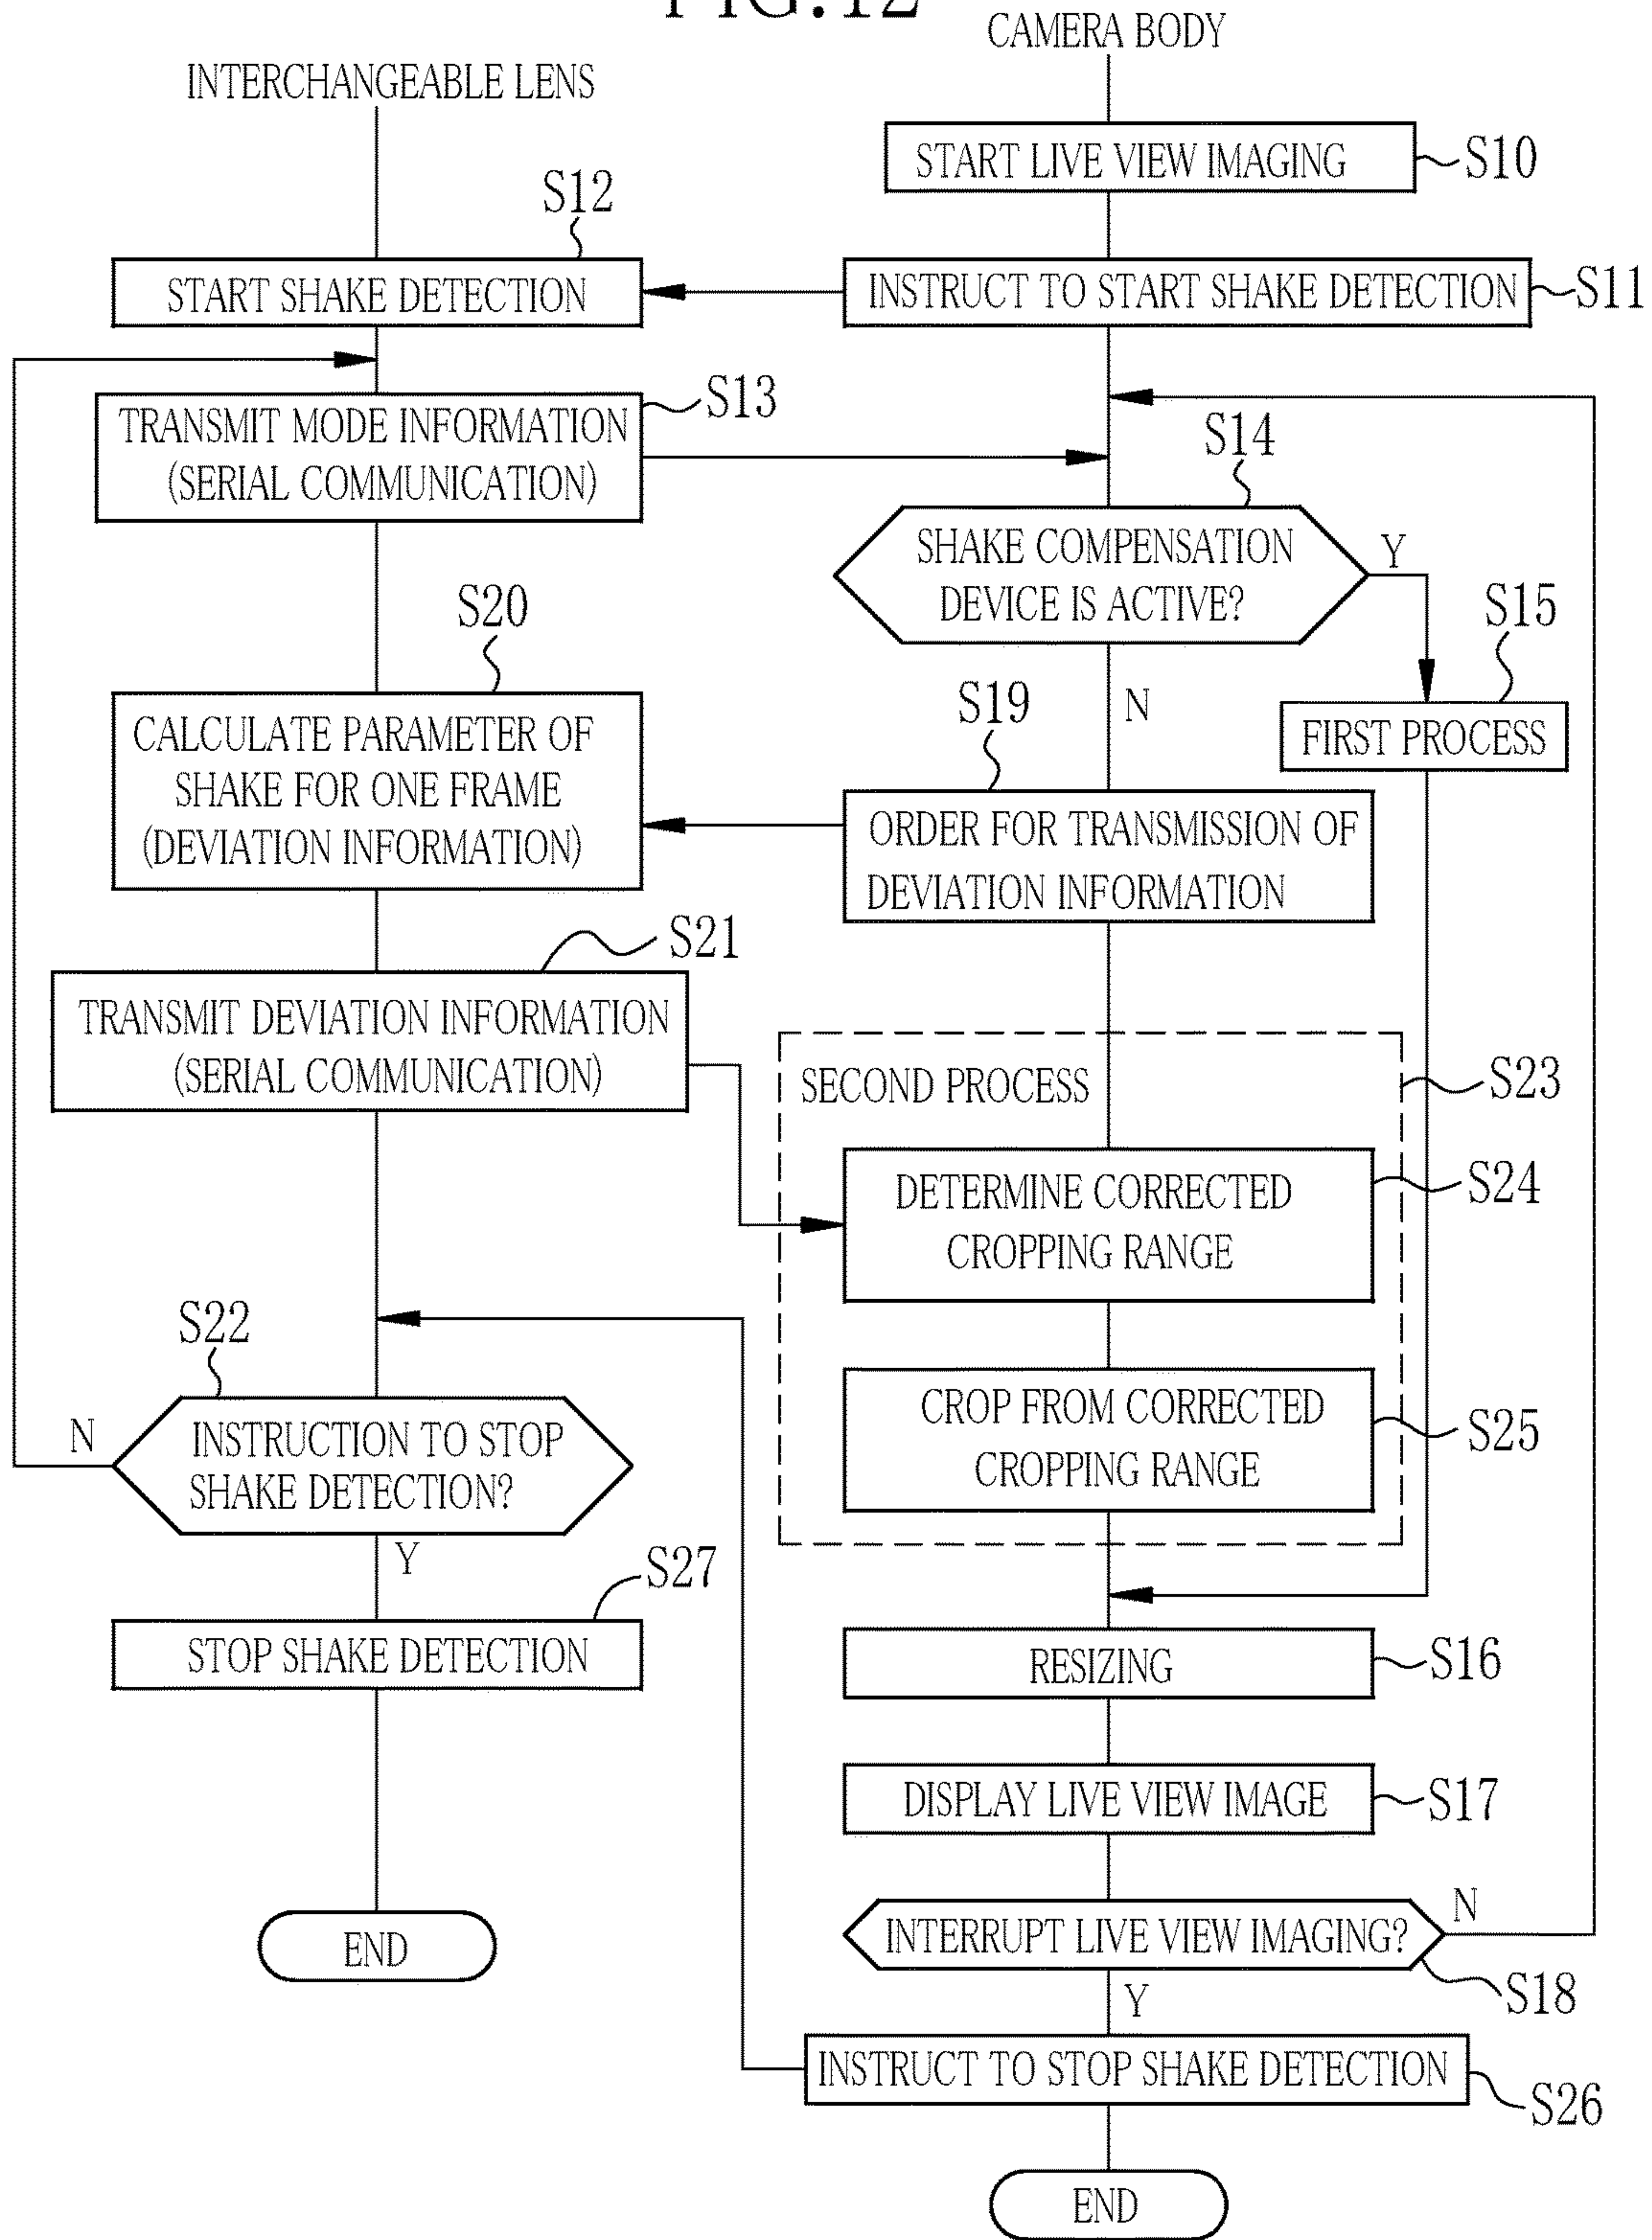 FIG.12
CAMERA BODY
INTERCHANGEABLE LENS
START LIVE VIEW IMAGING
S10
S12
START SHAKE DETECTION
INSTRUCT TO START SHAKE DETECTION
S11
S13
TRANSMIT MODE INFORMATION
(SERIAL COMMUNICATION)
S14
SHAKE COMPENSATION
DEVICE IS ACTIVE?
Y
S15
FIRST PROCESS
N
S20
CALCULATE PARAMETER OF
SHAKE FOR ONE FRAME
(DEVIATION INFORMATION)
S19
ORDER FOR TRANSMISSION OF
DEVIATION INFORMATION
S21
TRANSMIT DEVIATION INFORMATION
(SERIAL COMMUNICATION)
SECOND PROCESS
S23
DETERMINE CORRECTED
CROPPING RANGE
S24
S22
N
INSTRUCTION TO STOP
SHAKE DETECTION?
Y
CROP FROM CORRECTED
CROPPING RANGE
S25
S27
STOP SHAKE DETECTION
RESIZING
S16
DISPLAY LIVE VIEW IMAGE
S17
END
INTERRUPT LIVE VIEW IMAGING?
N
S18
Y
INSTRUCT TO STOP SHAKE DETECTION
S26
END